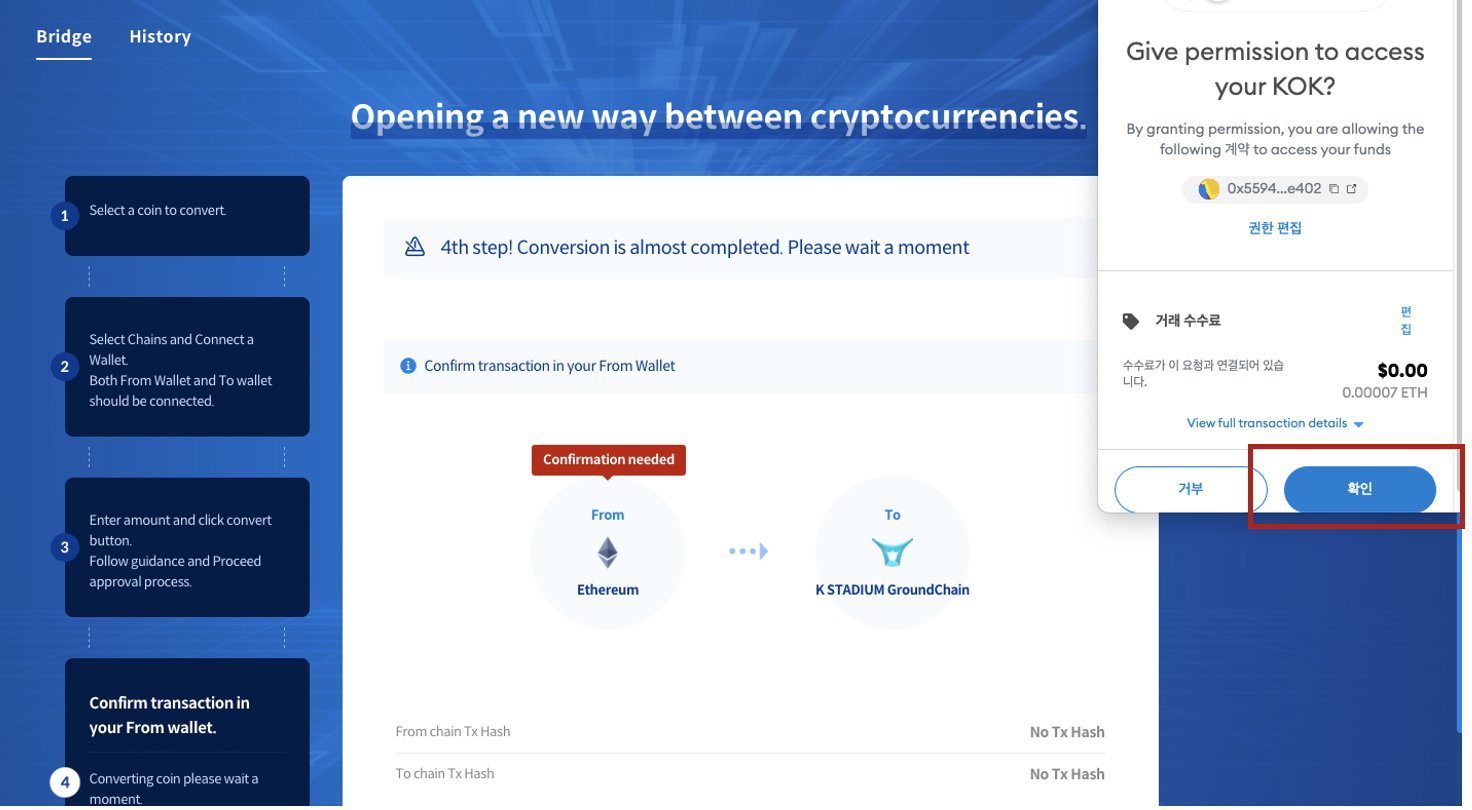 Bridge
History
Opening a new way between cryptocurrencies.
1
Select a coin to convert.
2
Select Chains and Connect a
Wallet.
Both From Wallet and To wallet
should be connected.
3
Enter amount and click convert
button.
Follow guidance and Proceed
approval process.
Confirm transaction in
your From wallet.
4
Converting coin please wait a
moment.
4th step! Conversion is almost completed. Please wait a moment
Confirm transaction in your From Wallet
Confirmation needed
From
Ethereum
To
K STADIUM GroundChain
From chain Tx Hash
No Tx Hash
To chain Tx Hash
No Tx Hash
Give permission to access
your KOK?
By granting permission, you are allowing the
following 계약 to access your funds
0x5594...e402
권한 편집
거래 수수료
편
집
수수료가 이 요청과 연결되어 있습
니다.
$0.00
0.00007 ETH
View full transaction details
거부
확인